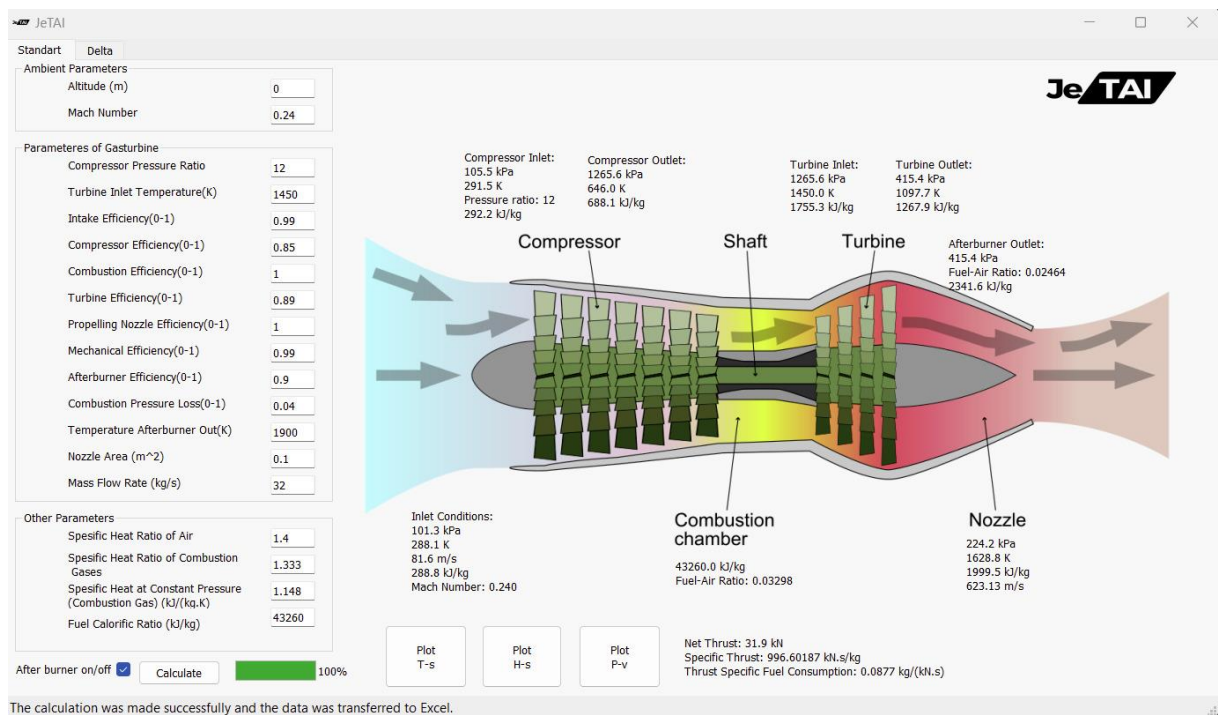 JeTAI
Standart Delta
Ambient Parameters
Altitude (m) 0
Mach Number 0.24
Parameteres of Gasturbine
Compressor Pressure Ratio 12
Turbine Inlet Temperature(K) 1450
Intake Efficiency(0-1) 0.99
Compressor Efficiency(0-1) 0.85
Combustion Efficiency(0-1) 1
Turbine Efficiency(0-1) 0.89
Propelling Nozzle Efficiency(0-1) 1
Mechanical Efficiency(0-1) 0.99
Afterburner Efficiency(0-1) 0.9
Combustion Pressure Loss(0-1) 0.04
Temperature Afterburner Out(K) 1900
Nozzle Area (m^2) 0.1
Mass Flow Rate (kg/s) 32
Other Parameters
Spesific Heat Ratio of Air 1.4
Spesific Heat Ratio of Combustion
Gases 1.333
Spesific Heat at Constant Pressure
(Combustion Gas) (kJ/(kq.K) 1.148
Fuel Calorific Ratio (kJ/kg) 43260
After burner on/off Calculate 100%
JeTAI
Compressor Inlet:
105.5 kPa
291.5 K
Pressure ratio: 12
292.2 kJ/kg
Compressor Outlet:
1265.6 kPa
646.0 K
688.1 kJ/kg
Turbine Inlet:
1265.6 kPa
1450.0 K
1755.3 kJ/kg
Turbine Outlet:
415.4 kPa
1097.7 K
1267.9 kJ/kg
Compressor Shaft Turbine
Afterburner Outlet:
415.4 kPa
Fuel-Air Ratio: 0.02464
2341.6 kJ/kg
Inlet Conditions:
101.3 kPa
288.1 K
81.6 m/s
288.8 kJ/kg
Mach Number: 0.240
Combustion
chamber
43260.0 kJ/kg
Fuel-Air Ratio: 0.03298
Nozzle
224.2 kPa
1628.8 K
1999.5 kJ/kg
623.13 m/s
Plot
T-s
Plot
H-s
Plot
P-v
Net Thrust: 31.9 kN
Specific Thrust: 996.60187 kN.s/kg
Thrust Specific Fuel Consumption: 0.0877 kg/(kN.s)
The calculation was made successfully and the data was transferred to Excel.